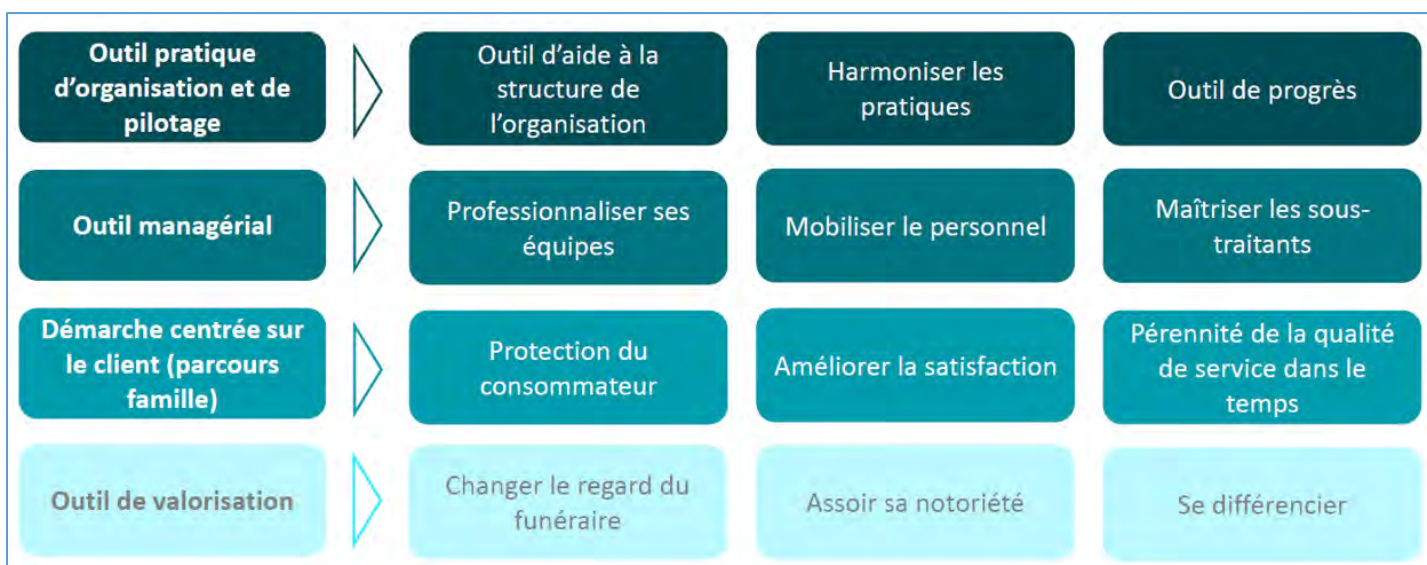 Outil pratique
d'organisation et de
pilotage
Outil d'aide à la
structure de
l'organisation
Harmoniser les
pratiques
Outil de progrès
Outil managérial
Professionnaliser ses
équipes
Mobiliser le personnel
Maîtriser les sous-
traitants
Démarche centrée sur
le client (parcours
famille)
Protection du
consommateur
Améliorer la satisfaction
Pérennité de la qualité
de service dans le
temps
Outil de valorisation
Changer le regard du
funéraire
Assoir sa notoriété
Se différencier